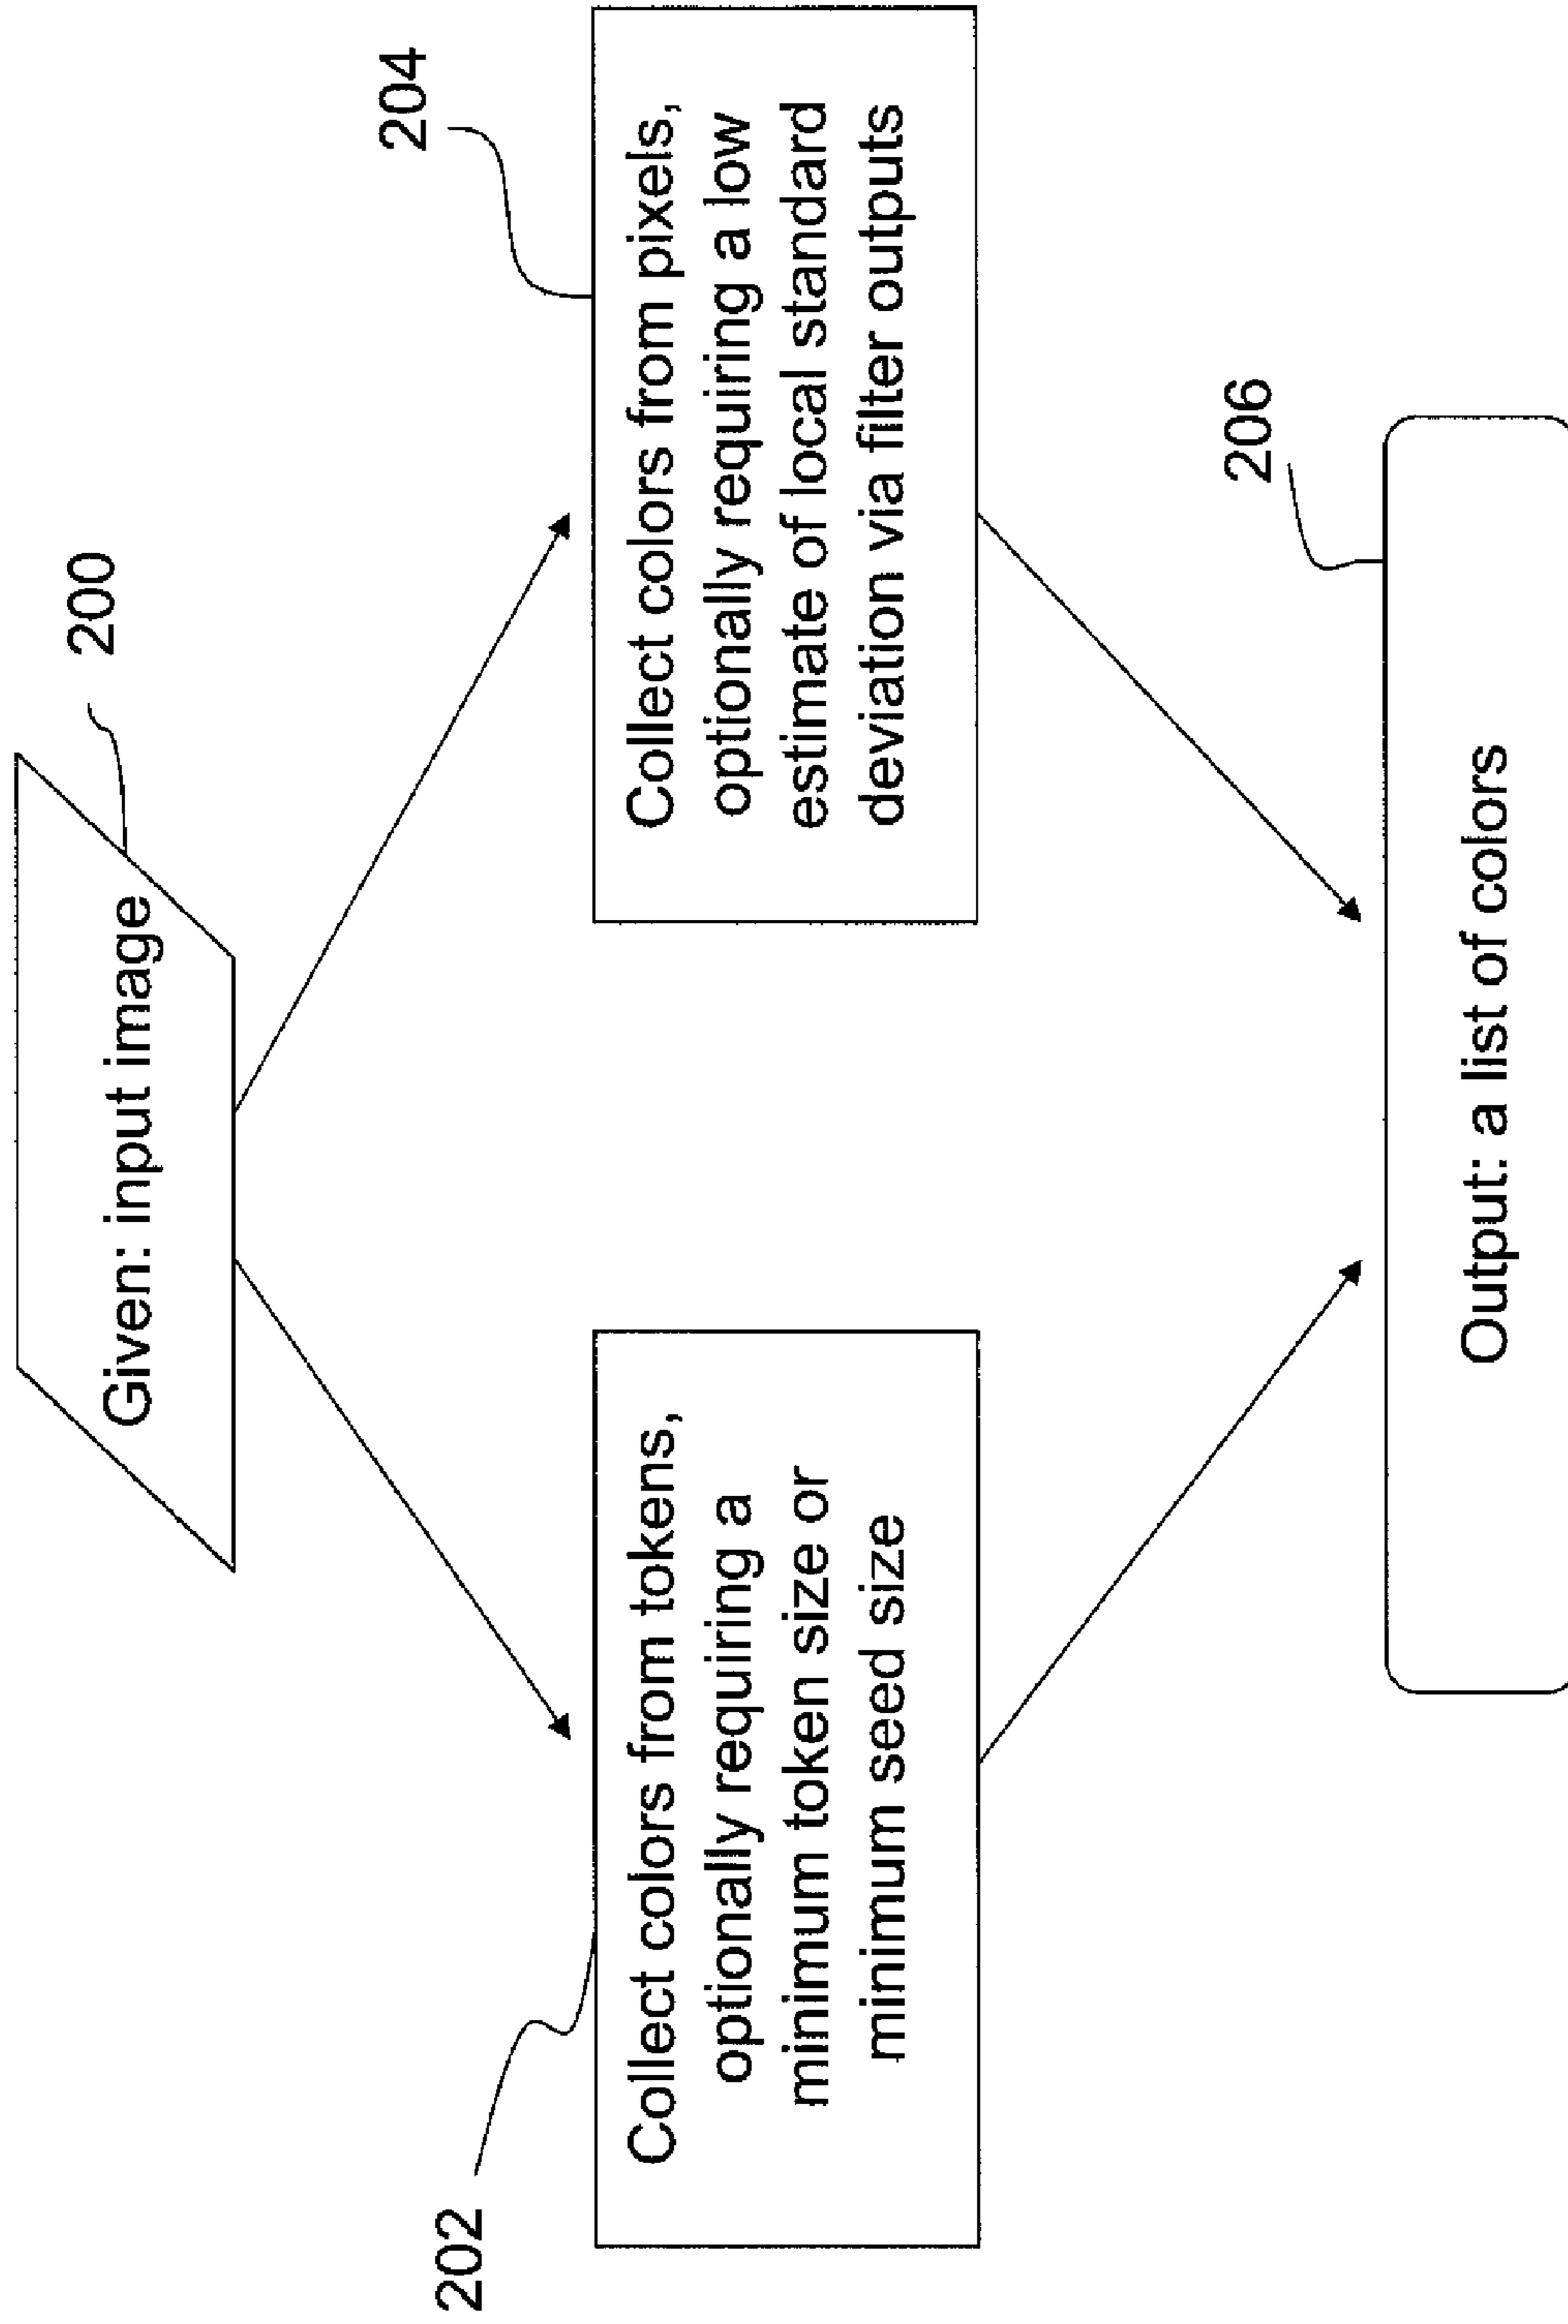 200
Given: input image
202
Collect colors from tokens,
optionally requiring a
minimum token size or
minimum seed size
204
Collect colors from pixels,
optionally requiring a low
estimate of local standard
deviation via filter outputs
206
Output: a list of colors